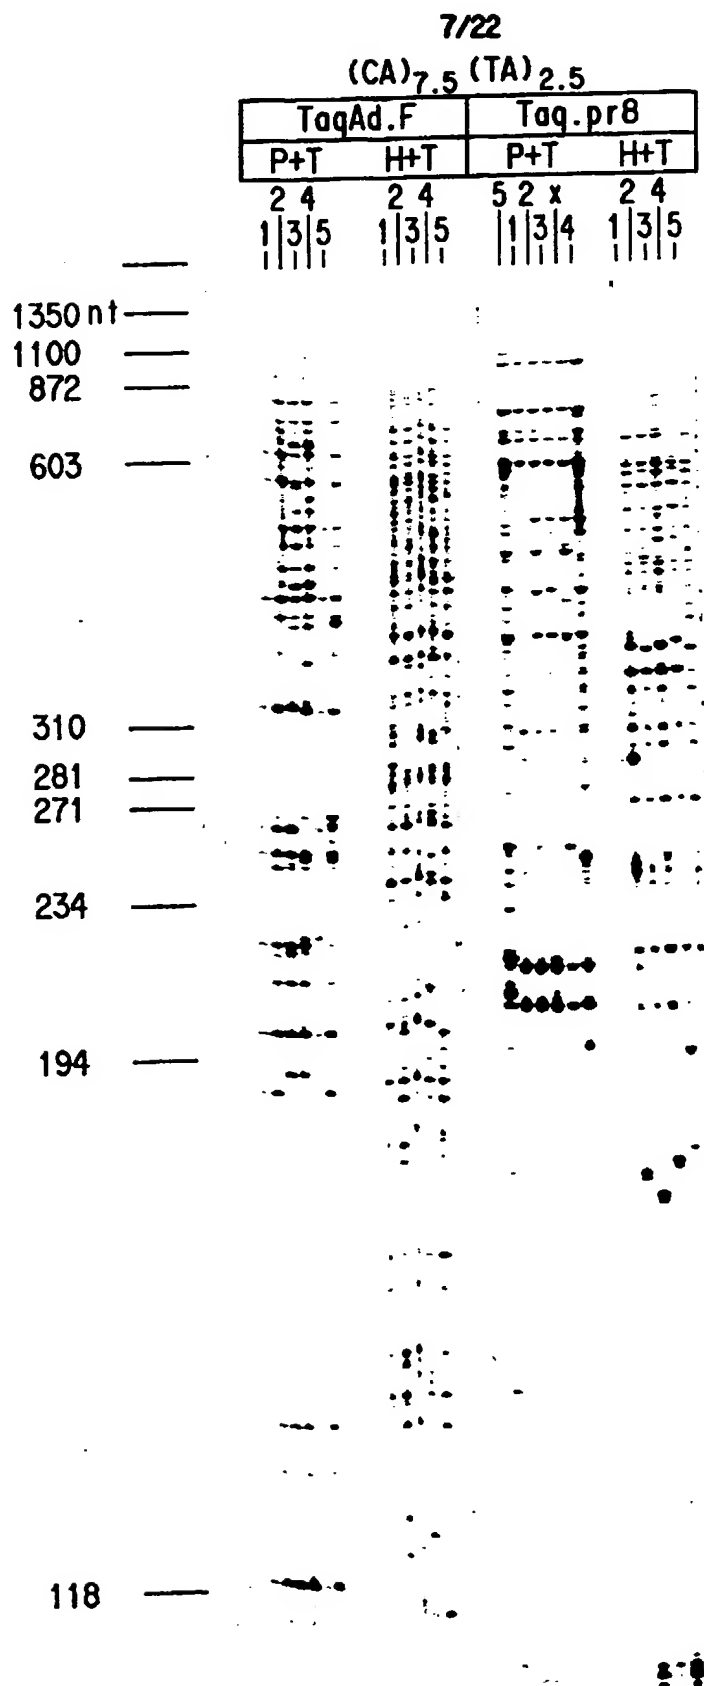 7/22
(CA)7.5 (TA)2.5
TaqAd.F Taq.pr8
P+T H+T P+T H+T
2 4 2 4 5 2 x 2 4
1 3 5 1 3 5 1 3 4 1 3 5
1350 nt
1100
872
603
310
281
271
234
194
118